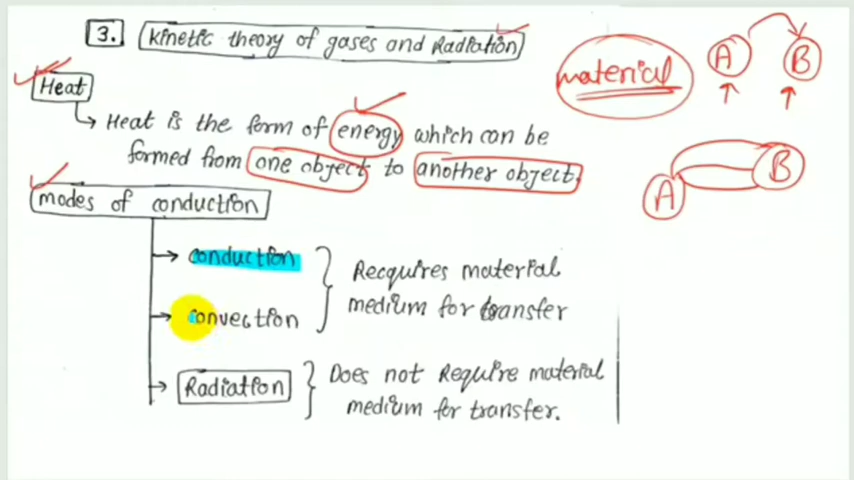 3. Kinetic theory of gases and Radiation
Heat
Heat is the form of energy which can be
formed from one object to another object.
modes of conduction
conduction
convection
Recquires material
medium for transfer
Radiation
Does not Require material
medium for transfer.
material
A B
A B